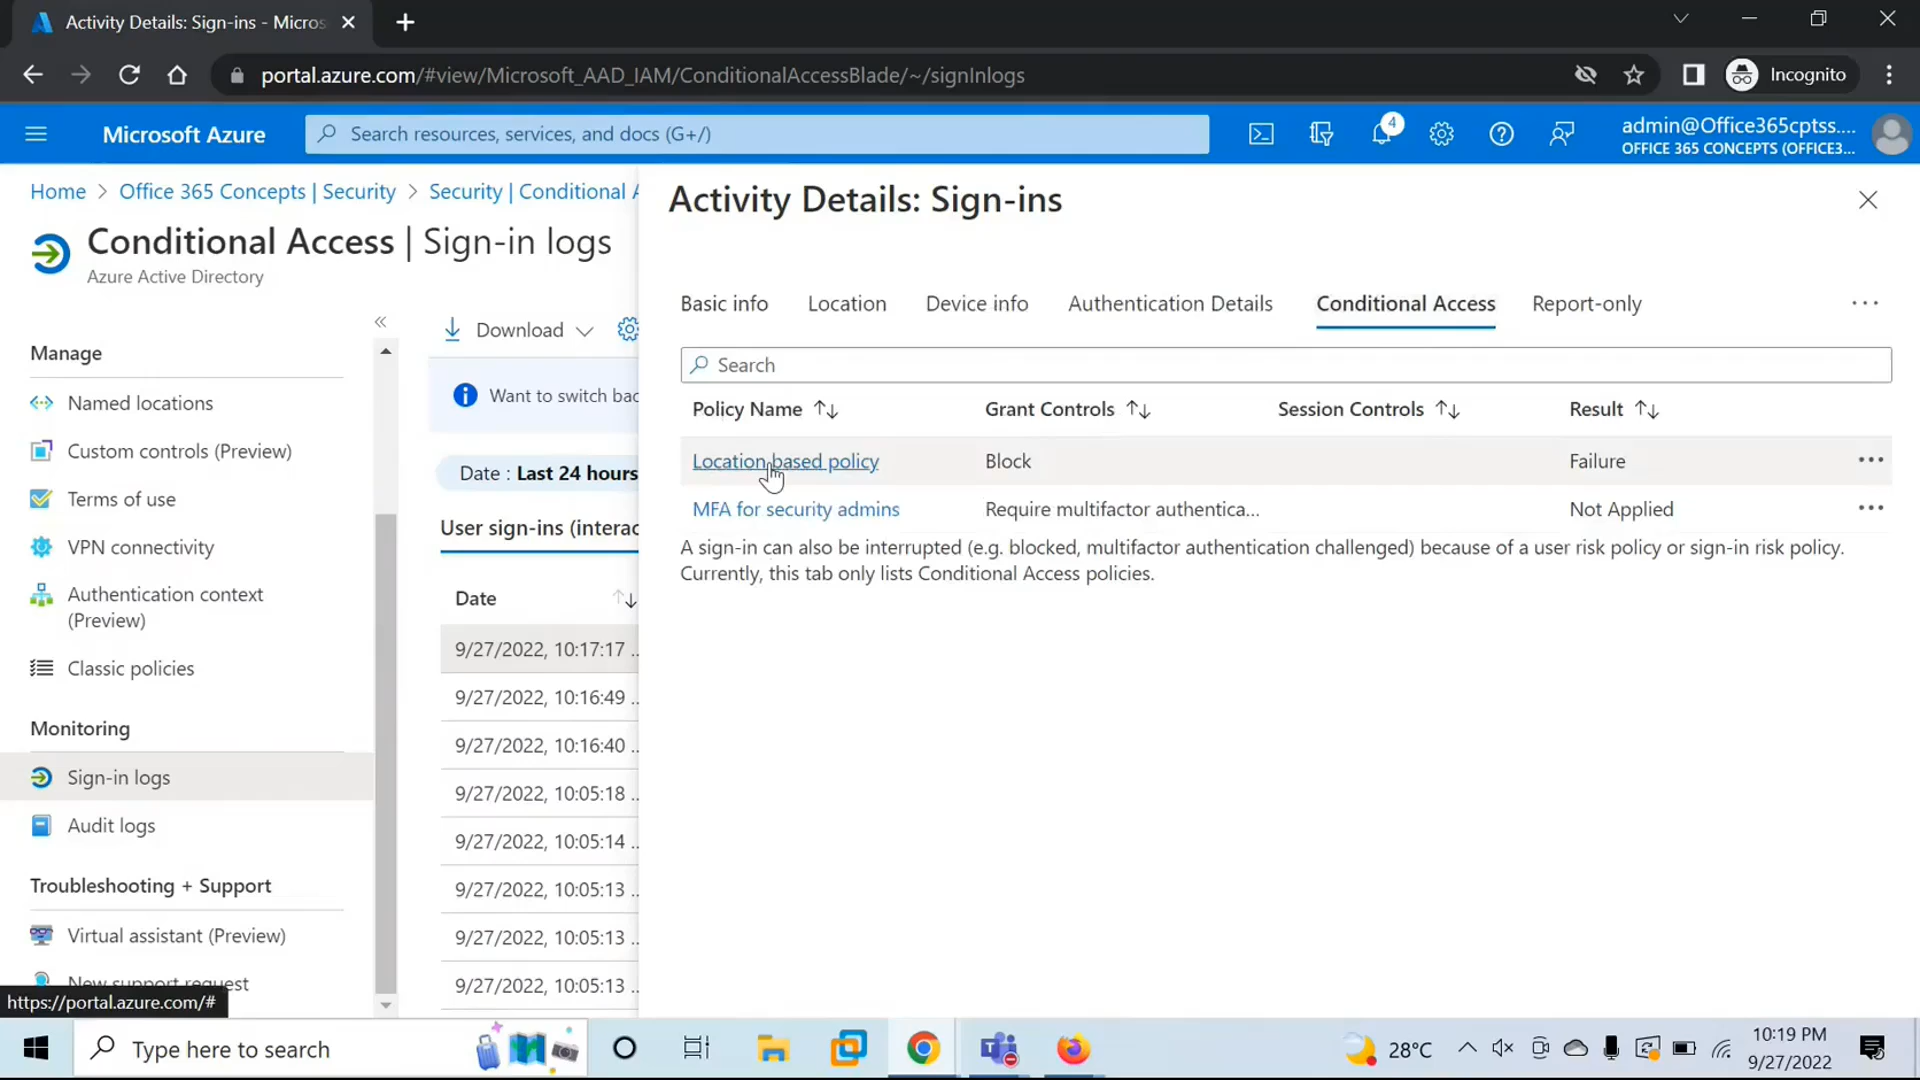 Activity Details: Sign-ins - Micros
portal.azure.com/#view/Microsoft_AAD_IAM/ConditionalAccessBlade/~/signInlogs
Incognito
Microsoft Azure
Search resources, services, and docs (G+/)
4
admin@Office365cptss....
OFFICE 365 CONCEPTS (OFFICE3...
Home > Office 365 Concepts | Security > Security | Conditional A
Conditional Access | Sign-in logs
Azure Active Directory
Manage
Named locations
Custom controls (Preview)
Terms of use
VPN connectivity
Authentication context
(Preview)
Classic policies
Monitoring
Sign-in logs
Audit logs
Troubleshooting + Support
Virtual assistant (Preview)
New support request
https://portal.azure.com/#
Download
Want to switch bac
Date : Last 24 hours
User sign-ins (interac
Date
9/27/2022, 10:17:17 ...
9/27/2022, 10:16:49 ...
9/27/2022, 10:16:40 ...
9/27/2022, 10:05:18 ...
9/27/2022, 10:05:14 ...
9/27/2022, 10:05:13 ...
9/27/2022, 10:05:13 ...
9/27/2022, 10:05:13 ...
Activity Details: Sign-ins
Basic info Location Device info Authentication Details Conditional Access Report-only ...
Search
Policy Name Grant Controls Session Controls Result
Location based policy Block Failure ...
MFA for security admins Require multifactor authentica... Not Applied ...
A sign-in can also be interrupted (e.g. blocked, multifactor authentication challenged) because of a user risk policy or sign-in risk policy.
Currently, this tab only lists Conditional Access policies.
Type here to search
28°C
10:19 PM
9/27/2022